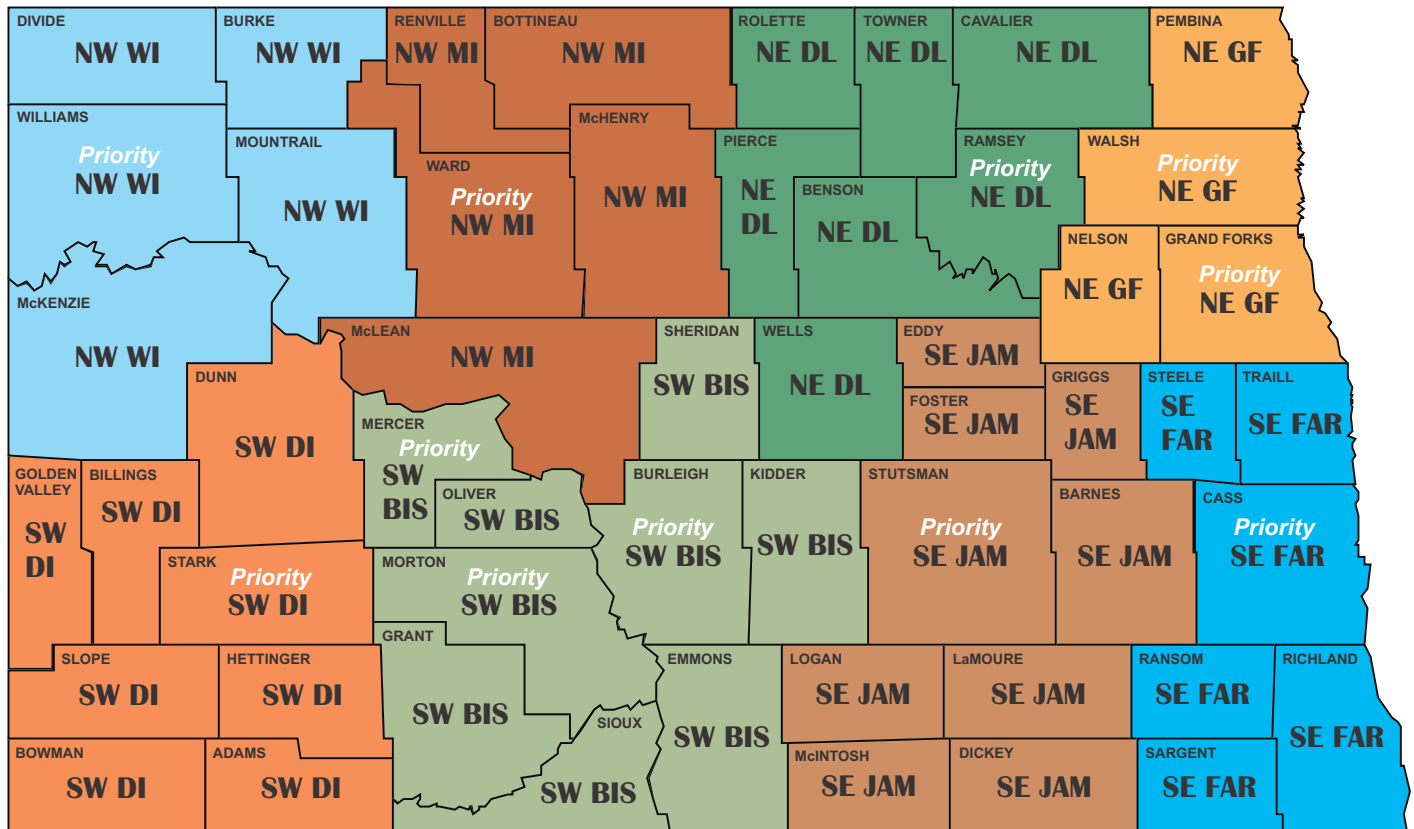 DIVIDE
NW WI
BURKE
NW WI
RENVILLE
NW MI
BOTTINEAU
NW MI
ROLETTE
NE DL
TOWNER
NE DL
CAVALIER
NE DL
PEMBINA
NE GF
WILLIAMS
Priority
NW WI
MOUNTRAIL
NW WI
WARD
Priority
NW MI
McHENRY
NW MI
PIERCE
NE
DL
BENSON
NE DL
RAMSEY
Priority
NE DL
WALSH
Priority
NE GF
NELSON
NE GF
GRAND FORKS
Priority
NE GF
McKENZIE
NW WI
DUNN
SW DI
McLEAN
NW MI
SHERIDAN
SW BIS
WELLS
NE DL
EDDY
SE JAM
FOSTER
SE JAM
GRIGGS
SE
JAM
STEELE
SE
FAR
TRAILL
SE FAR
MERCER
Priority
SW
BIS
OLIVER
SW BIS
GOLDEN
VALLEY
SW
DI
BILLINGS
SW DI
STARK
Priority
SW DI
MORTON
Priority
SW BIS
BURLEIGH
Priority
SW BIS
KIDDER
SW BIS
STUTSMAN
Priority
SE JAM
BARNES
SE JAM
CASS
Priority
SE FAR
SLOPE
SW DI
HETTINGER
SW DI
GRANT
SW BIS
SIOUX
SW BIS
EMMONS
SW BIS
LOGAN
SE JAM
LaMOURE
SE JAM
RANSOM
SE FAR
RICHLAND
SE FAR
BOWMAN
SW DI
ADAMS
SW DI
McINTOSH
SE JAM
DICKEY
SE JAM
SARGENT
SE FAR